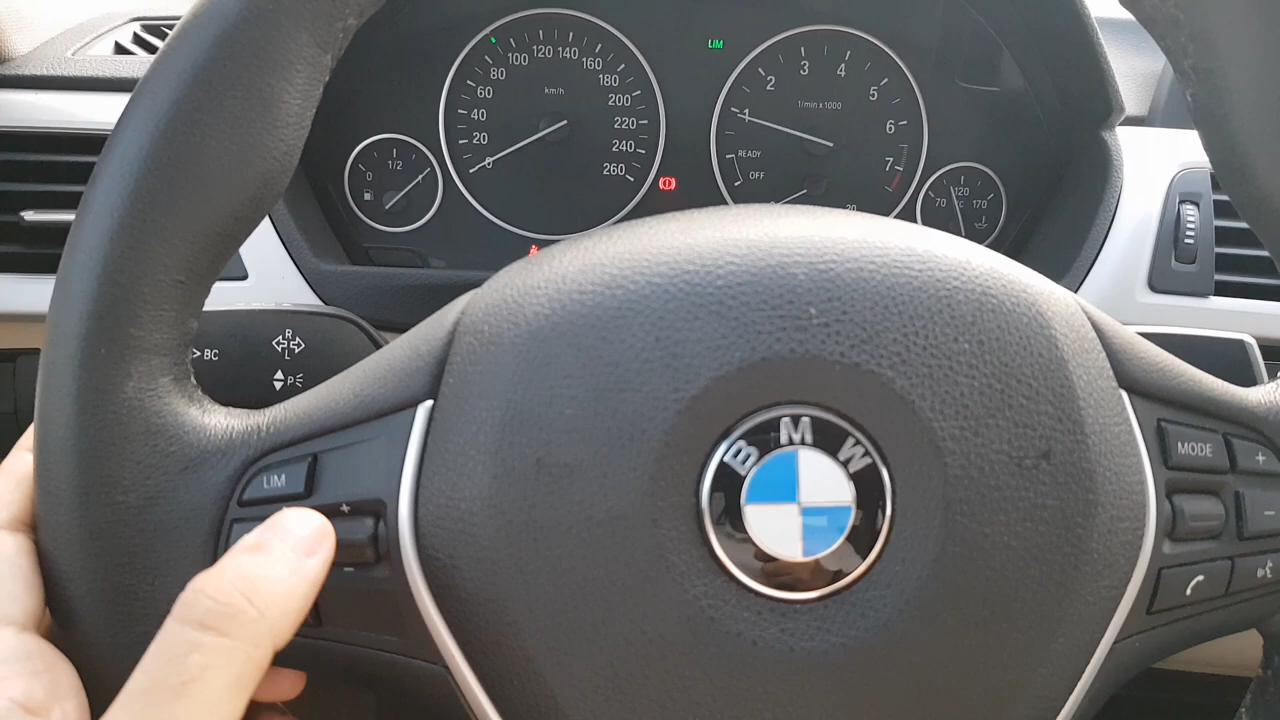 LIM
100 120 140
80
160
60
180
40
200
20
220
0
240
260
km/h
0
1/2
1
2
3
4
5
6
7
1/min x 1000
READY
OFF
20
70
120
°C
170
BC
R
L
P
BMW
LIM
+
−
MODE
+
−